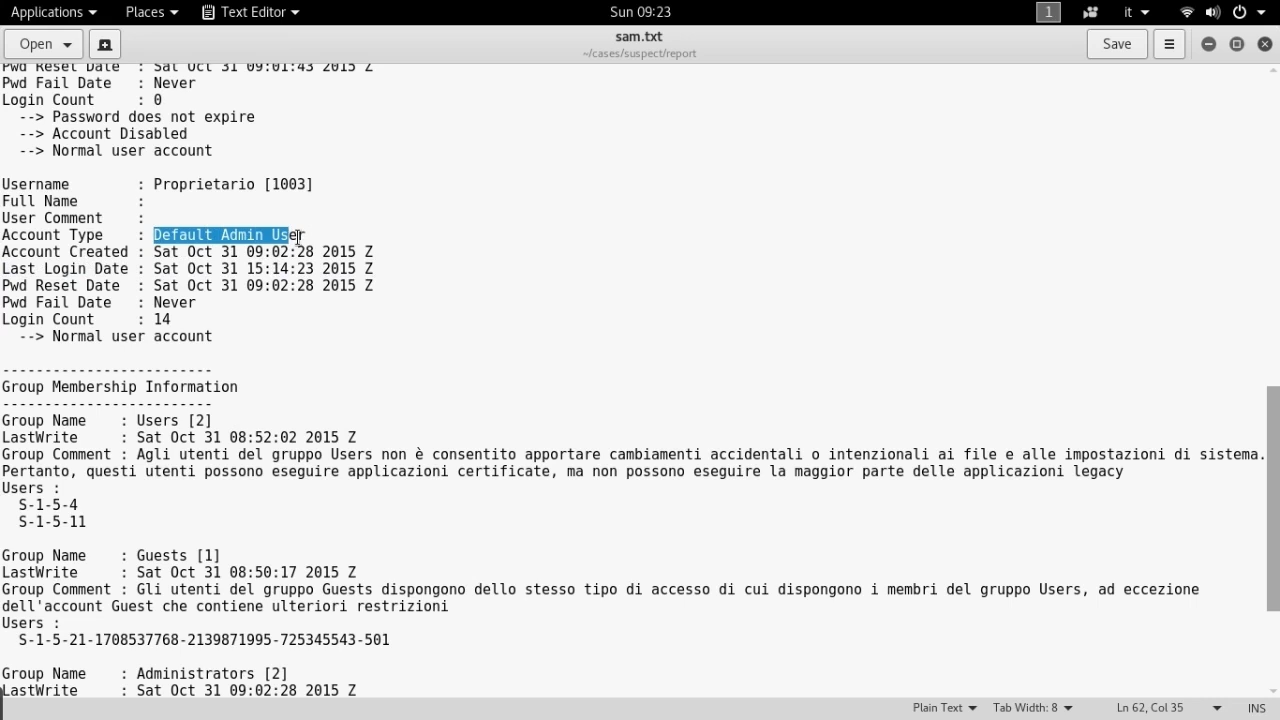 Applications Places Text Editor Sun 09:23 1 it
Open sam.txt Save
~/cases/suspect/report
Pwd Reset Date : Sat Oct 31 09:01:43 2015 Z
Pwd Fail Date : Never
Login Count : 0
--> Password does not expire
--> Account Disabled
--> Normal user account
Username : Proprietario [1003]
Full Name :
User Comment :
Account Type : Default Admin User
Account Created : Sat Oct 31 09:02:28 2015 Z
Last Login Date : Sat Oct 31 15:14:23 2015 Z
Pwd Reset Date : Sat Oct 31 09:02:28 2015 Z
Pwd Fail Date : Never
Login Count : 14
--> Normal user account
-------------------------
Group Membership Information
-------------------------
Group Name : Users [2]
LastWrite : Sat Oct 31 08:52:02 2015 Z
Group Comment : Agli utenti del gruppo Users non è consentito apportare cambiamenti accidentali o intenzionali ai file e alle impostazioni di sistema.
Pertanto, questi utenti possono eseguire applicazioni certificate, ma non possono eseguire la maggior parte delle applicazioni legacy
Users :
S-1-5-4
S-1-5-11
Group Name : Guests [1]
LastWrite : Sat Oct 31 08:50:17 2015 Z
Group Comment : Gli utenti del gruppo Guests dispongono dello stesso tipo di accesso di cui dispongono i membri del gruppo Users, ad eccezione
dell'account Guest che contiene ulteriori restrizioni
Users :
S-1-5-21-1708537768-2139871995-725345543-501
Group Name : Administrators [2]
LastWrite : Sat Oct 31 09:02:28 2015 Z
Plain Text Tab Width: 8 Ln 62, Col 35 INS